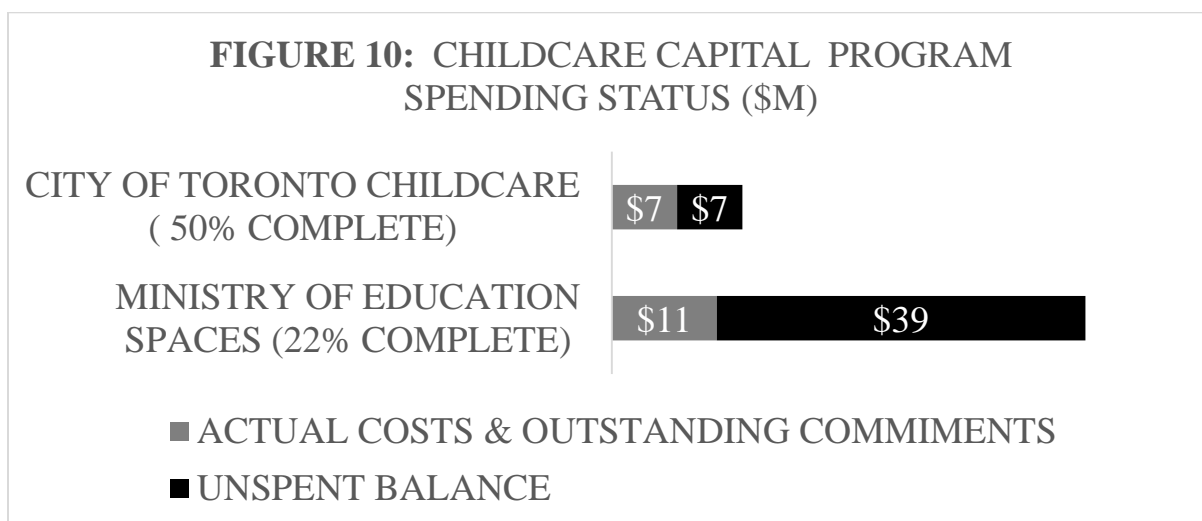 FIGURE 10: CHILDCARE CAPITAL PROGRAM
SPENDING STATUS ($M)
CITY OF TORONTO CHILDCARE
( 50% COMPLETE)
$7 $7
MINISTRY OF EDUCATION
SPACES (22% COMPLETE)
$11 $39
ACTUAL COSTS & OUTSTANDING COMMIMENTS
UNSPENT BALANCE